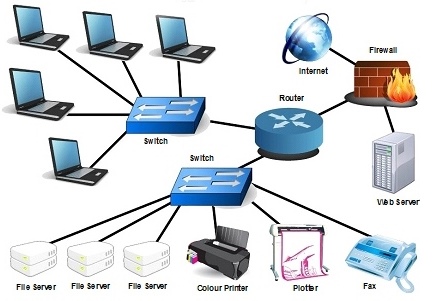 Firewall
Internet
Router
Switch
Switch
Web Server
File Server
File Server
File Server
Colour Printer
Plotter
Fax